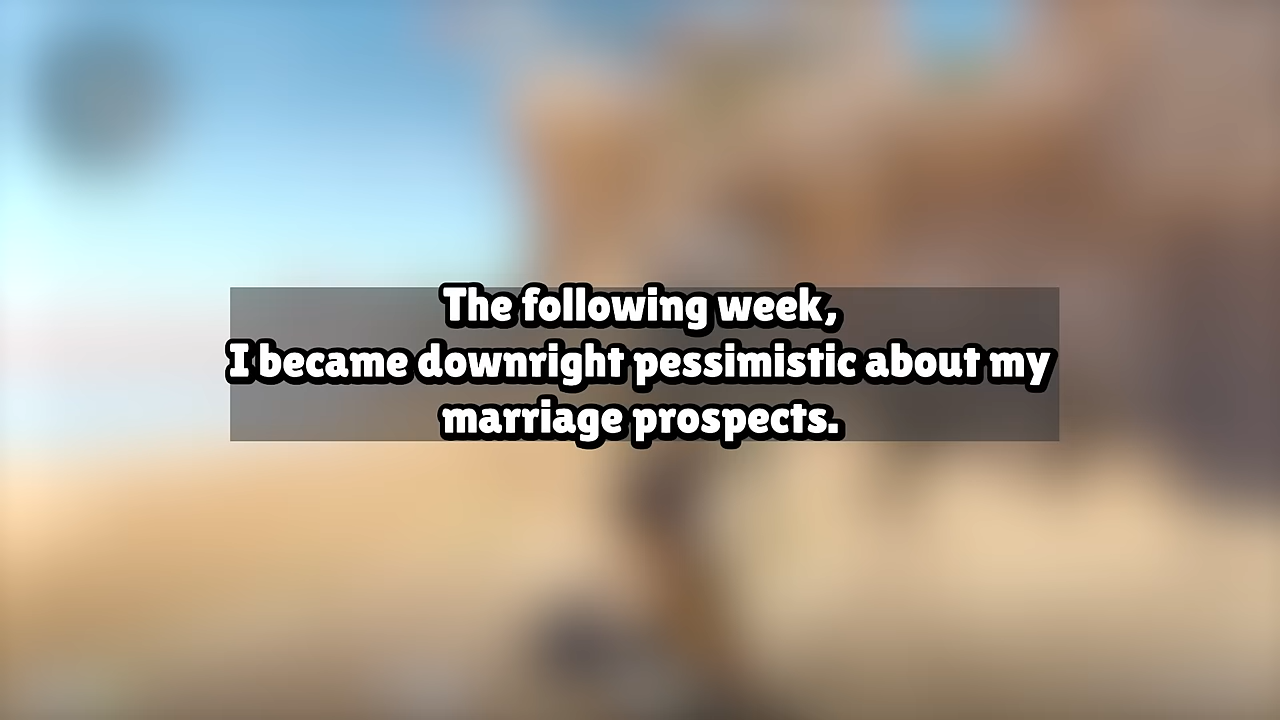 The following week,
I became downright pessimistic about my
marriage prospects.